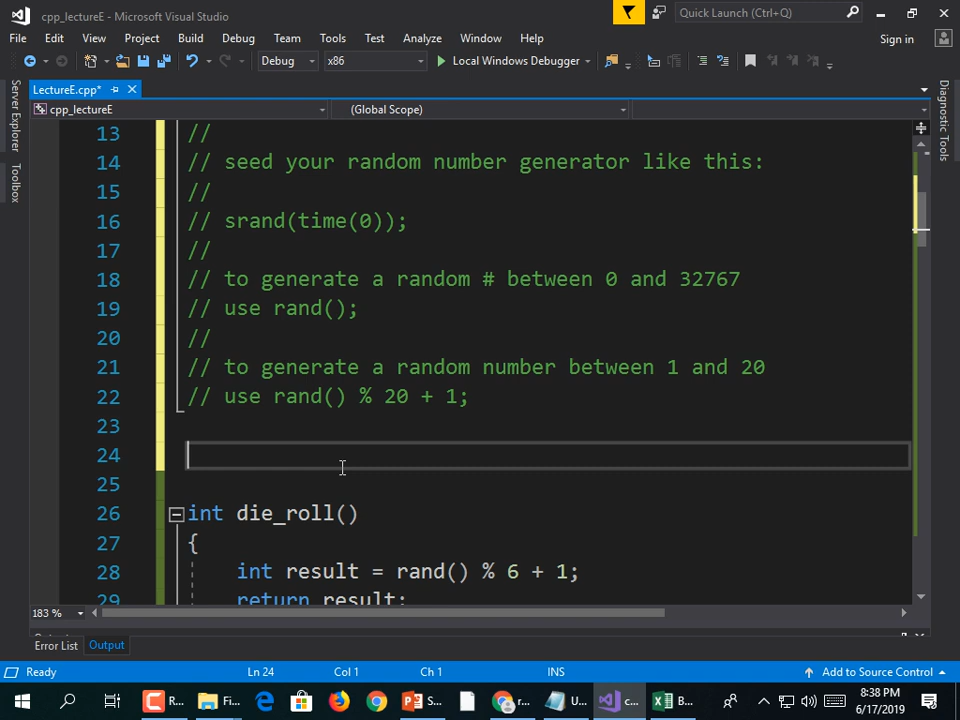 cpp_lectureE - Microsoft Visual Studio
Quick Launch (Ctrl+Q)
File Edit View Project Build Debug Team Tools Test Analyze Window Help Sign in
Debug x86 Local Windows Debugger
LectureE.cpp*
cpp_lectureE (Global Scope)
Server Explorer
Toolbox
Diagnostic Tools
13 //
14 // seed your random number generator like this:
15 //
16 // srand(time(0));
17 //
18 // to generate a random # between 0 and 32767
19 // use rand();
20 //
21 // to generate a random number between 1 and 20
22 // use rand() % 20 + 1;
23
24
25
26 int die_roll()
27 {
28 int result = rand() % 6 + 1;
29 return result;
183 %
Error List Output
Ready Ln 24 Col 1 Ch 1 INS Add to Source Control
R... Fi... S... r... U... c... B...
8:38 PM
6/17/2019